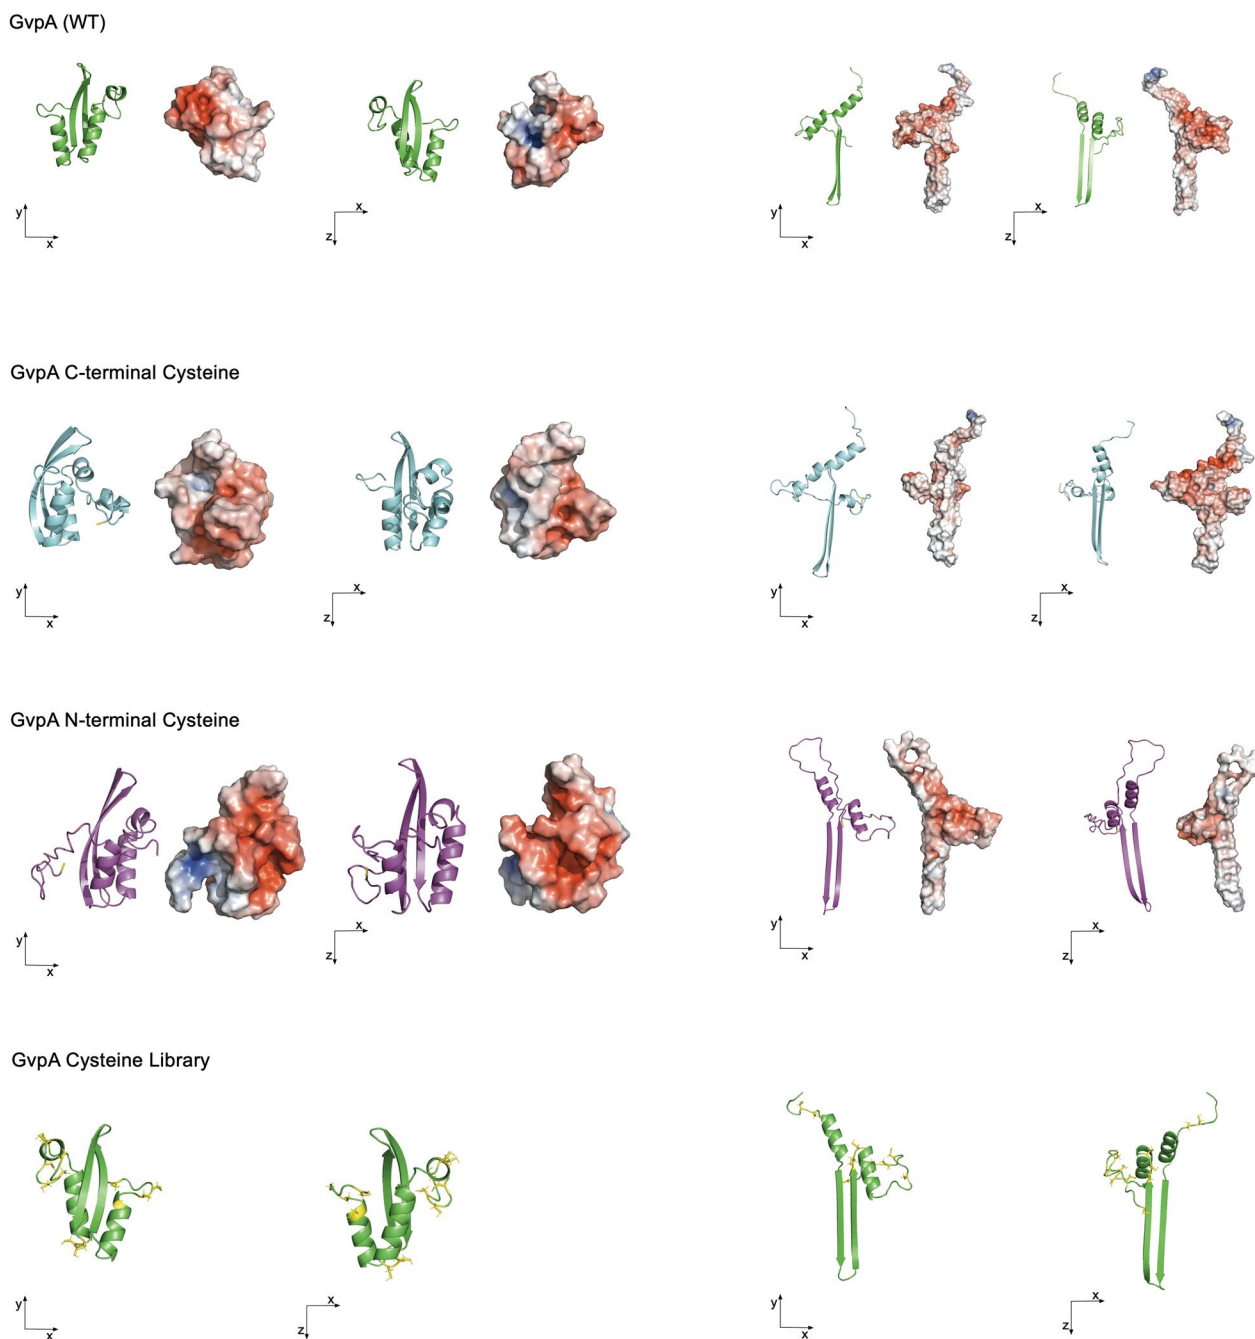 GvpA (WT)
y
x
x
z
y
x
x
z
GvpA C-terminal Cysteine
y
x
x
z
y
x
x
z
GvpA N-terminal Cysteine
y
x
x
z
y
x
x
z
GvpA Cysteine Library
y
x
x
z
y
x
x
z